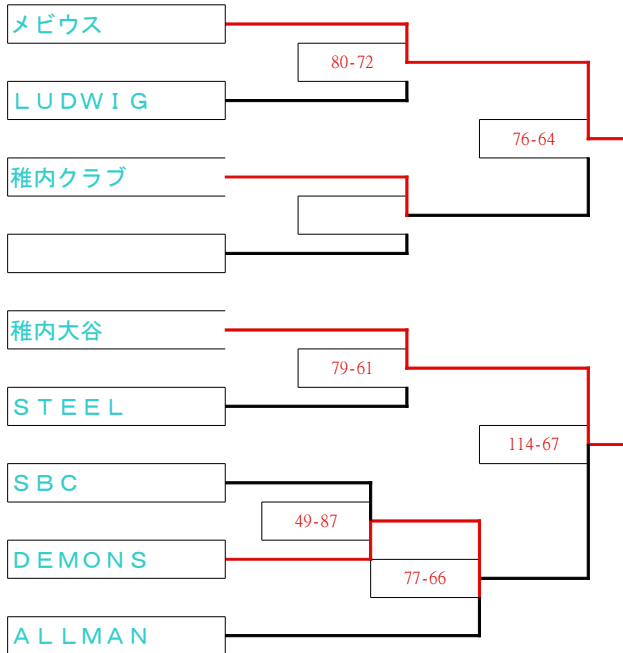 メビウス
80-72
ＬＵＤＷＩＧ
76-64
稚内クラブ
稚内大谷
79-61
ＳＴＥＥＬ
114-67
ＳＢＣ
49-87
ＤＥＭＯＮＳ
77-66
ＡＬＬＭＡＮ